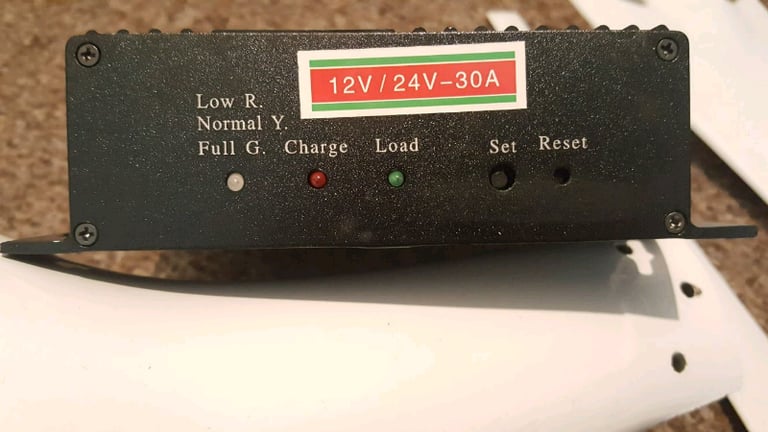 12V / 24V-30A
Low R.
Normal Y.
Full G. Charge Load Set Reset